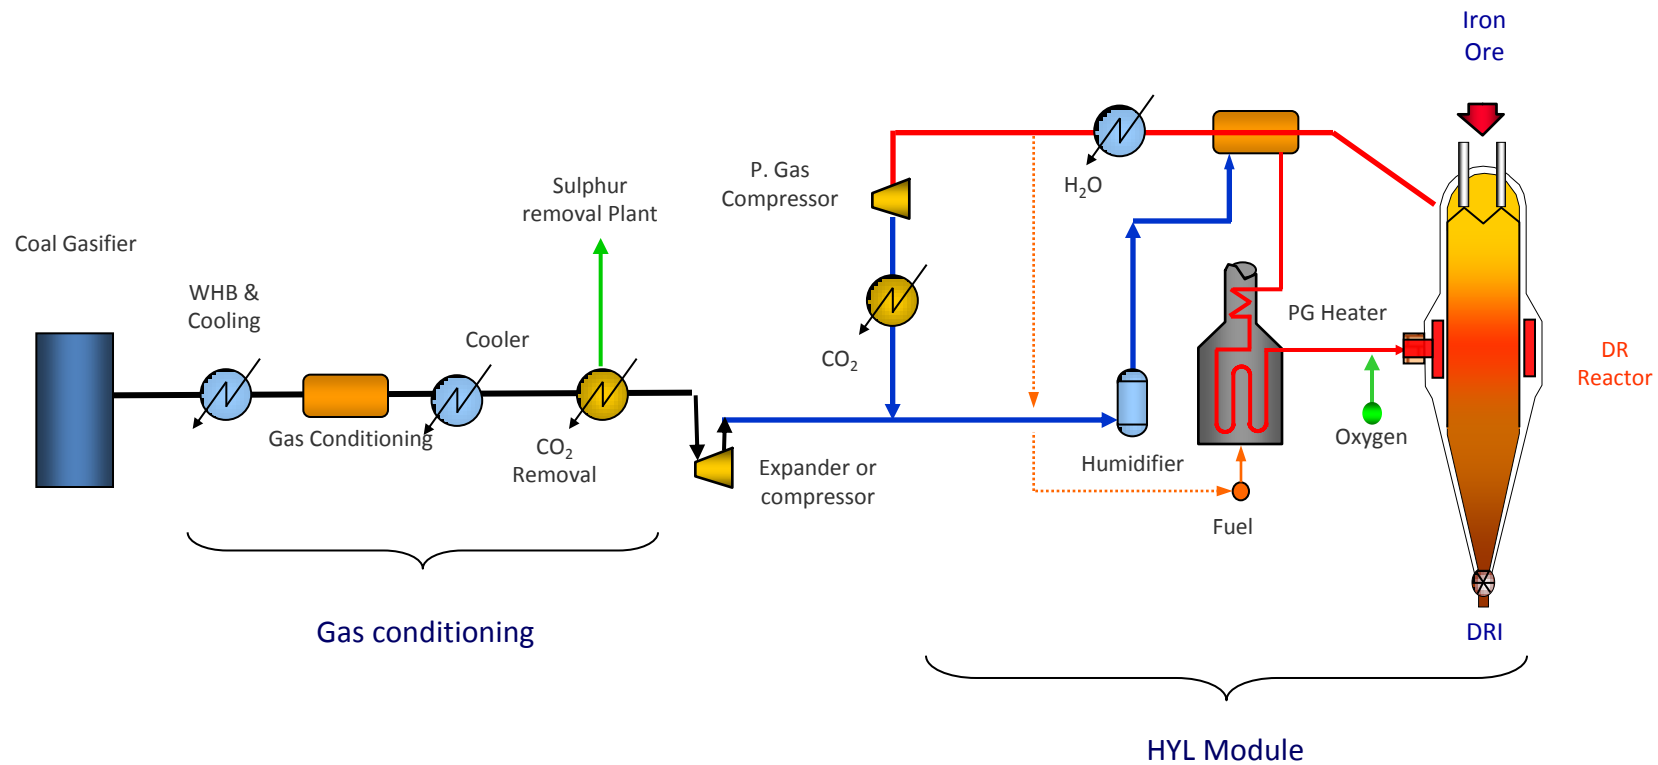 Iron
Ore
P. Gas
Compressor
H₂O
Sulphur
removal Plant
Coal Gasifier
WHB &
Cooling
Cooler
CO₂
PG Heater
DR
Reactor
Gas Conditioning
CO₂
Removal
Expander or
compressor
Humidifier
Oxygen
Fuel
Gas conditioning
DRI
HYL Module